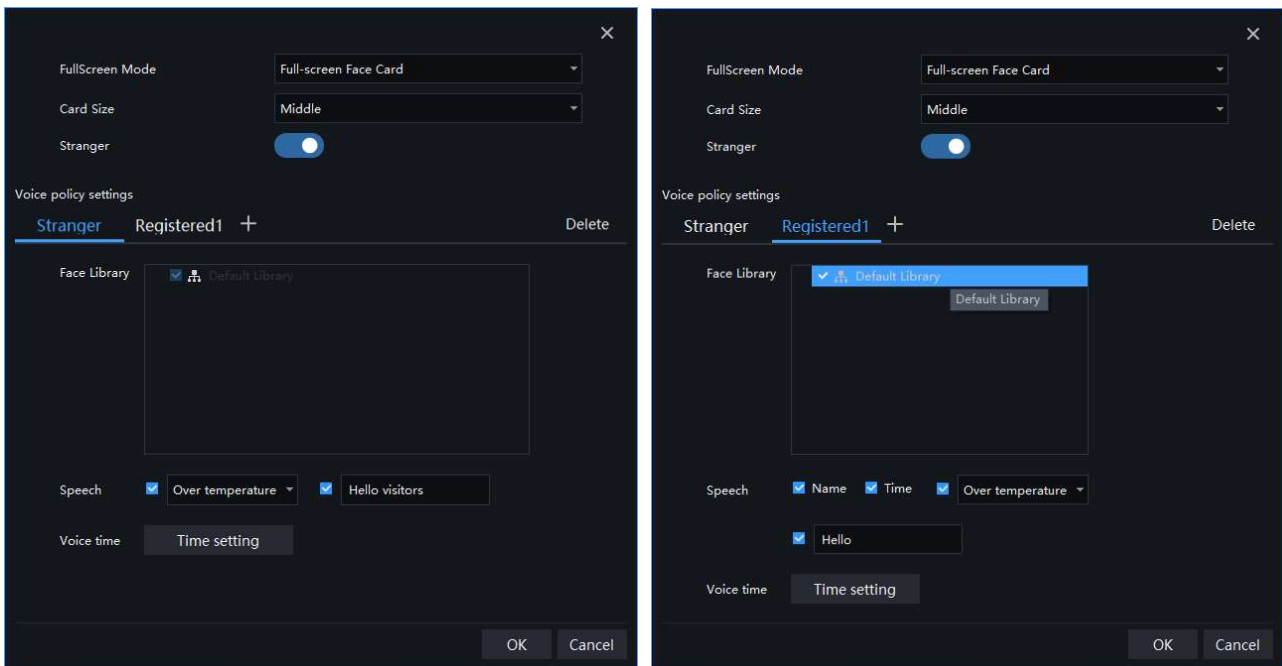 FullScreen Mode Full-screen Face Card
Card Size Middle
Stranger
Voice policy settings
Stranger Registered1 + Delete
Face Library Default Library
Speech Over temperature Hello visitors
Voice time Time setting
OK Cancel
FullScreen Mode Full-screen Face Card
Card Size Middle
Stranger
Voice policy settings
Stranger Registered1 + Delete
Face Library Default Library
Default Library
Speech Name Time Over temperature
Hello
Voice time Time setting
OK Cancel